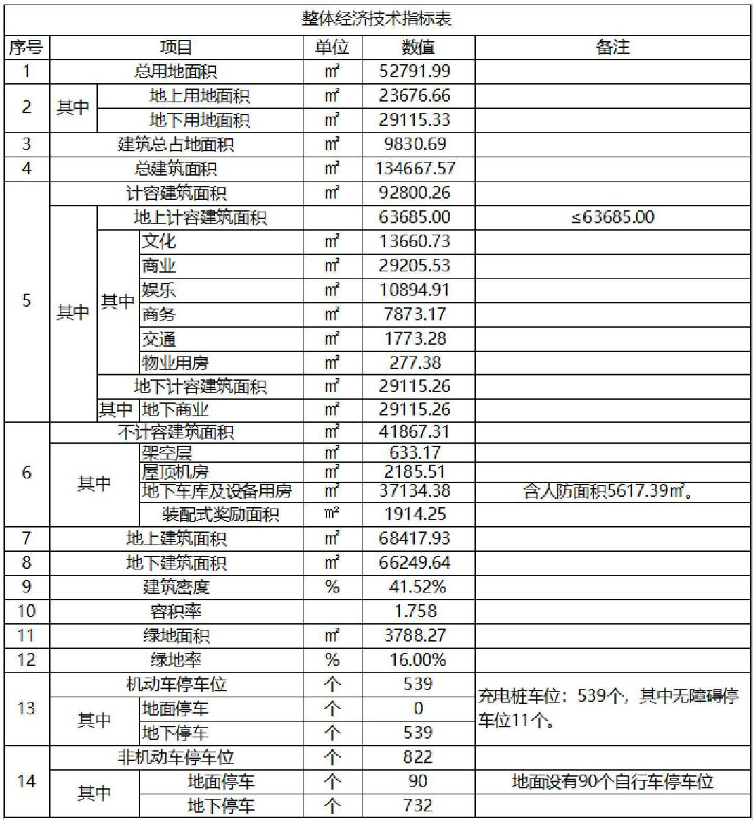 整体经济技术指标表
序号 项目 单位 数值 备注
1 总用地面积 ㎡ 52791.99
2 其中 地上用地面积 ㎡ 23676.66
地下用地面积 ㎡ 29115.33
3 建筑总占地面积 ㎡ 9830.69
4 总建筑面积 ㎡ 134667.57
5 计容建筑面积 ㎡ 92800.26
其中 地上计容建筑面积 63685.00 ≤63685.00
其中 文化 ㎡ 13660.73
商业 ㎡ 29205.53
娱乐 ㎡ 10894.91
商务 ㎡ 7873.17
交通 ㎡ 1773.28
物业用房 ㎡ 277.38
地下计容建筑面积 ㎡ 29115.26
其中 地下商业 ㎡ 29115.26
6 不计容建筑面积 ㎡ 41867.31
其中 架空层 ㎡ 633.17
屋顶机房 ㎡ 2185.51
地下车库及设备用房 ㎡ 37134.38 含人防面积5617.39㎡。
装配式奖励面积 ㎡ 1914.25
7 地上建筑面积 ㎡ 68417.93
8 地下建筑面积 ㎡ 66249.64
9 建筑密度 % 41.52%
10 容积率 1.758
11 绿地面积 ㎡ 3788.27
12 绿地率 % 16.00%
13 机动车停车位 个 539 充电桩车位：539个，其中无障碍停
车位11个。
其中 地面停车 个 0
地下停车 个 539
14 非机动车停车位 个 822
其中 地面停车 个 90 地面设有90个自行车停车位
地下停车 个 732